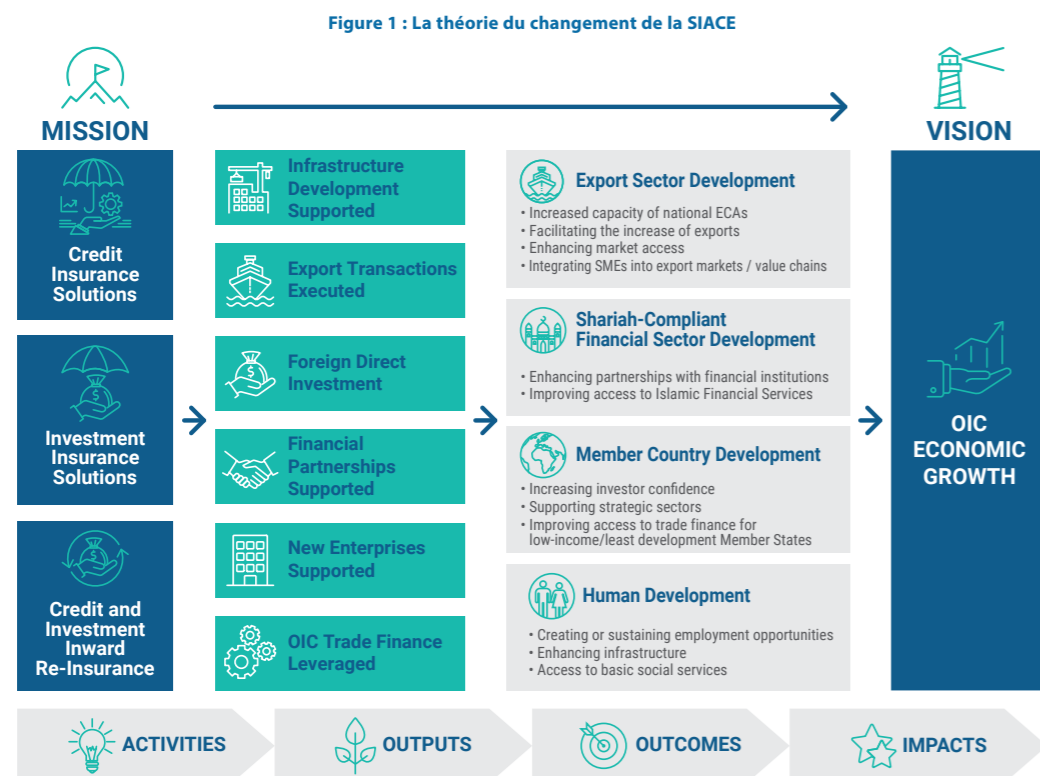 Figure 1 : La théorie du changement de la SIACE
MISSION
VISION
Credit
Insurance
Solutions
Investment
Insurance
Solutions
Credit and
Investment
Inward
Re-Insurance
Infrastructure
Development
Supported
Export Transactions
Executed
Foreign Direct
Investment
Financial
Partnerships
Supported
New Enterprises
Supported
OIC Trade Finance
Leveraged
Export Sector Development
• Increased capacity of national ECAs
• Facilitating the increase of exports
• Enhancing market access
• Integrating SMEs into export markets / value chains
Shariah-Compliant
Financial Sector Development
• Enhancing partnerships with financial institutions
• Improving access to Islamic Financial Services
Member Country Development
• Increasing investor confidence
• Supporting strategic sectors
• Improving access to trade finance for
low-income/least development Member States
Human Development
• Creating or sustaining employment opportunities
• Enhancing infrastructure
• Access to basic social services
OIC
ECONOMIC
GROWTH
ACTIVITIES
OUTPUTS
OUTCOMES
IMPACTS